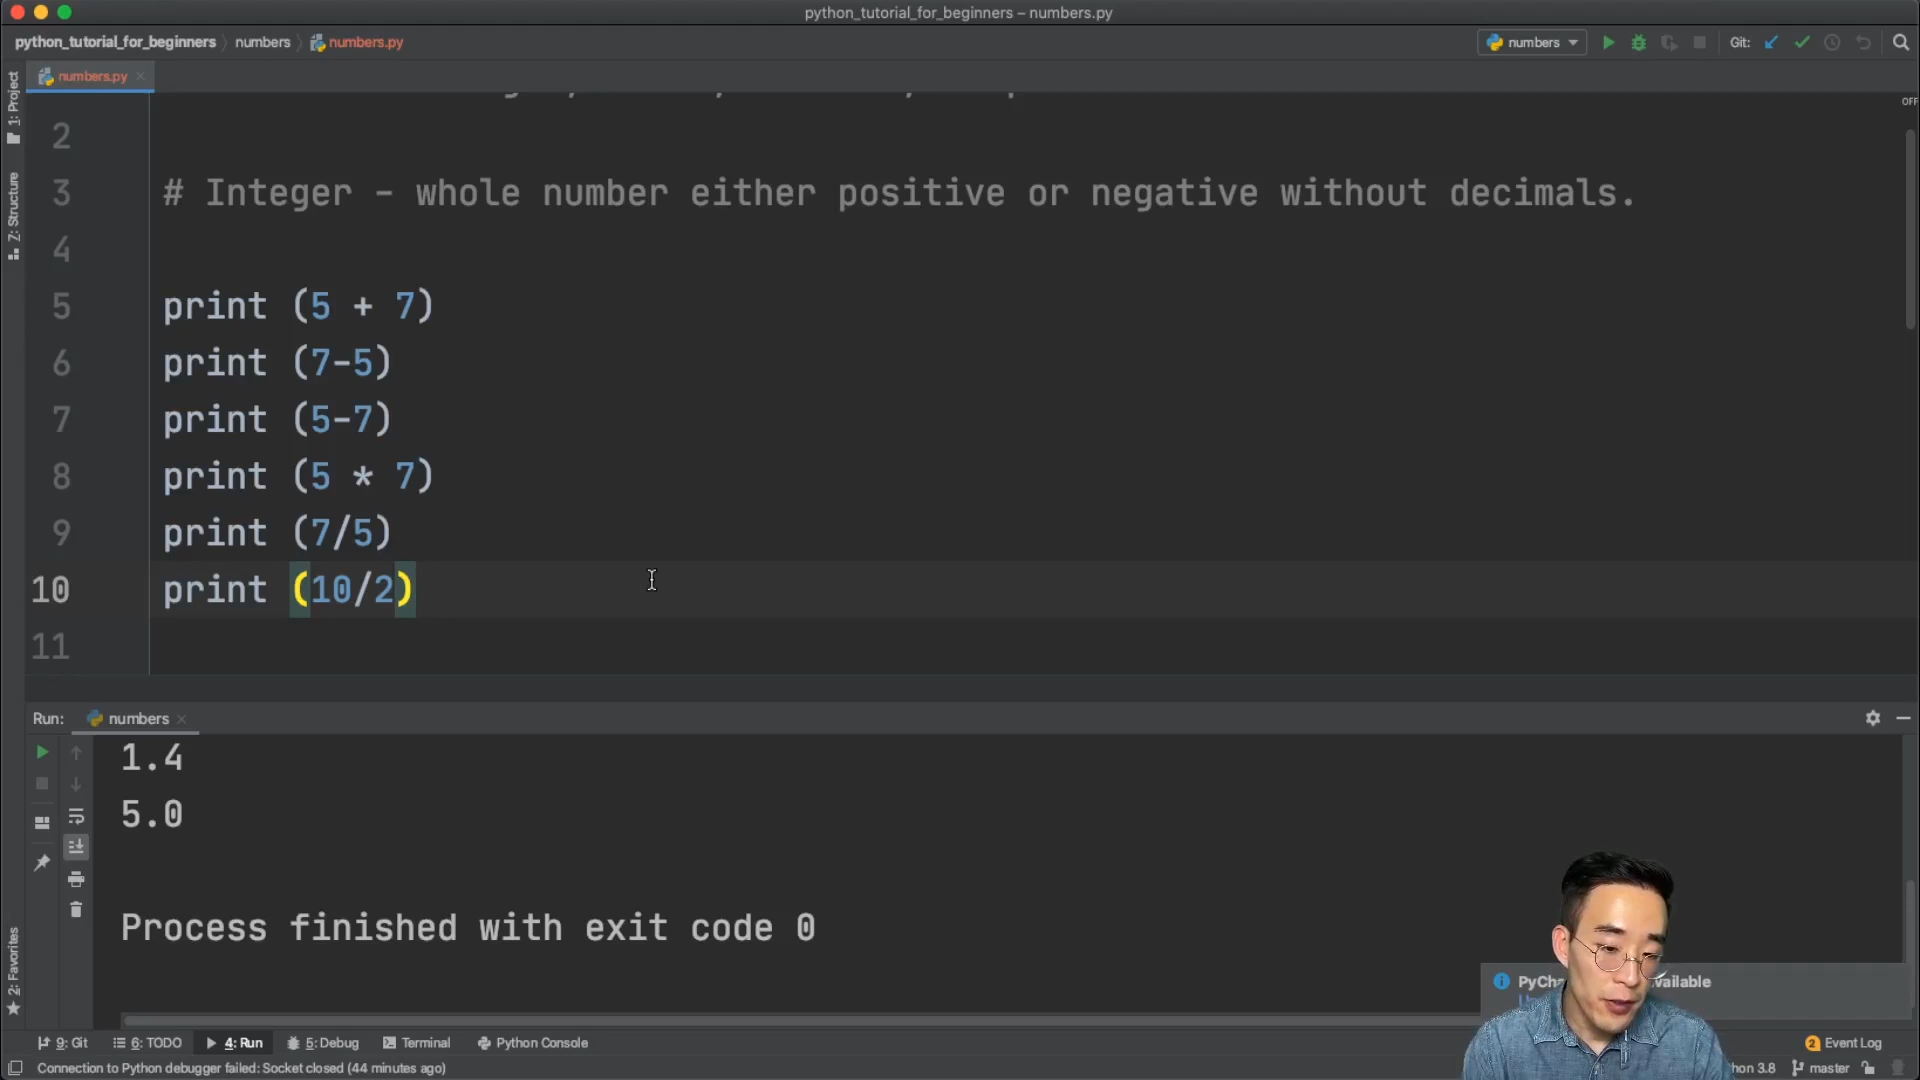 python_tutorial_for_beginners – numbers.py
python_tutorial_for_beginners numbers numbers.py
numbers Git:
numbers.py
OFF
1: Project
Z: Structure
2
3 # Integer - whole number either positive or negative without decimals.
4
5 print (5 + 7)
6 print (7-5)
7 print (5-7)
8 print (5 * 7)
9 print (7/5)
10 print (10/2)
11
Run: numbers
1.4
5.0
Process finished with exit code 0
2: Favorites
9: Git 6: TODO 4: Run 5: Debug Terminal Python Console
2 Event Log
Connection to Python debugger failed: Socket closed (44 minutes ago)
3.8 master